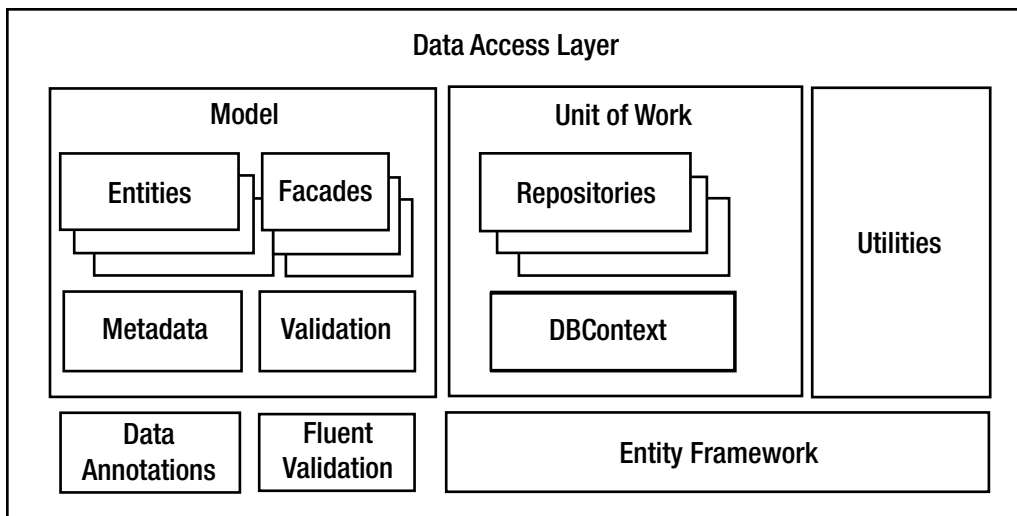 Data Access Layer
Model
Unit of Work
Entities
Facades
Repositories
Utilities
Metadata
Validation
DBContext
Data
Annotations
Fluent
Validation
Entity Framework